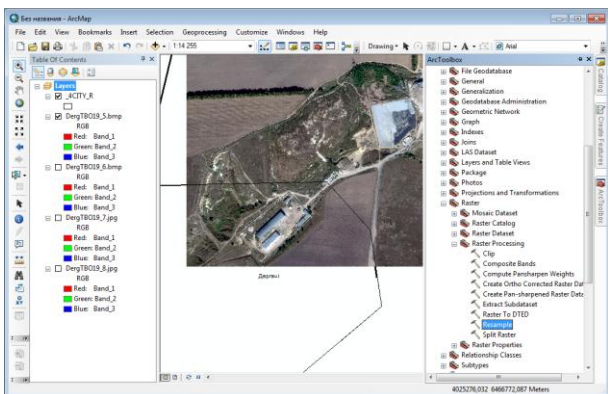 Без названия - ArcMap
File Edit View Bookmarks Insert Selection Geoprocessing Customize Windows Help
1:14 255
Drawing
Arial
Table Of Contents
Layers
_4CITY_R
DergTBO19_5.bmp
RGB
Red: Band_1
Green: Band_2
Blue: Band_3
DergTBO19_6.bmp
RGB
Red: Band_1
Green: Band_2
Blue: Band_3
DergTBO19_7.jpg
RGB
Red: Band_1
Green: Band_2
Blue: Band_3
DergTBO19_8.jpg
RGB
Red: Band_1
Green: Band_2
Blue: Band_3
ArcToolbox
File Geodatabase
General
Generalization
Geodatabase Administration
Geometric Network
Graph
Indexes
Joins
LAS Dataset
Layers and Table Views
Package
Photos
Projections and Transformations
Raster
Mosaic Dataset
Raster Catalog
Raster Dataset
Raster Processing
Clip
Composite Bands
Compute Pansharpen Weights
Create Ortho Corrected Raster Dat
Create Pan-sharpened Raster Data
Extract Subdataset
Raster To DTED
Resample
Split Raster
Raster Properties
Relationship Classes
Subtypes
Catalog
Create Features
ArcToolbox
4025276,032 6466772,087 Meters